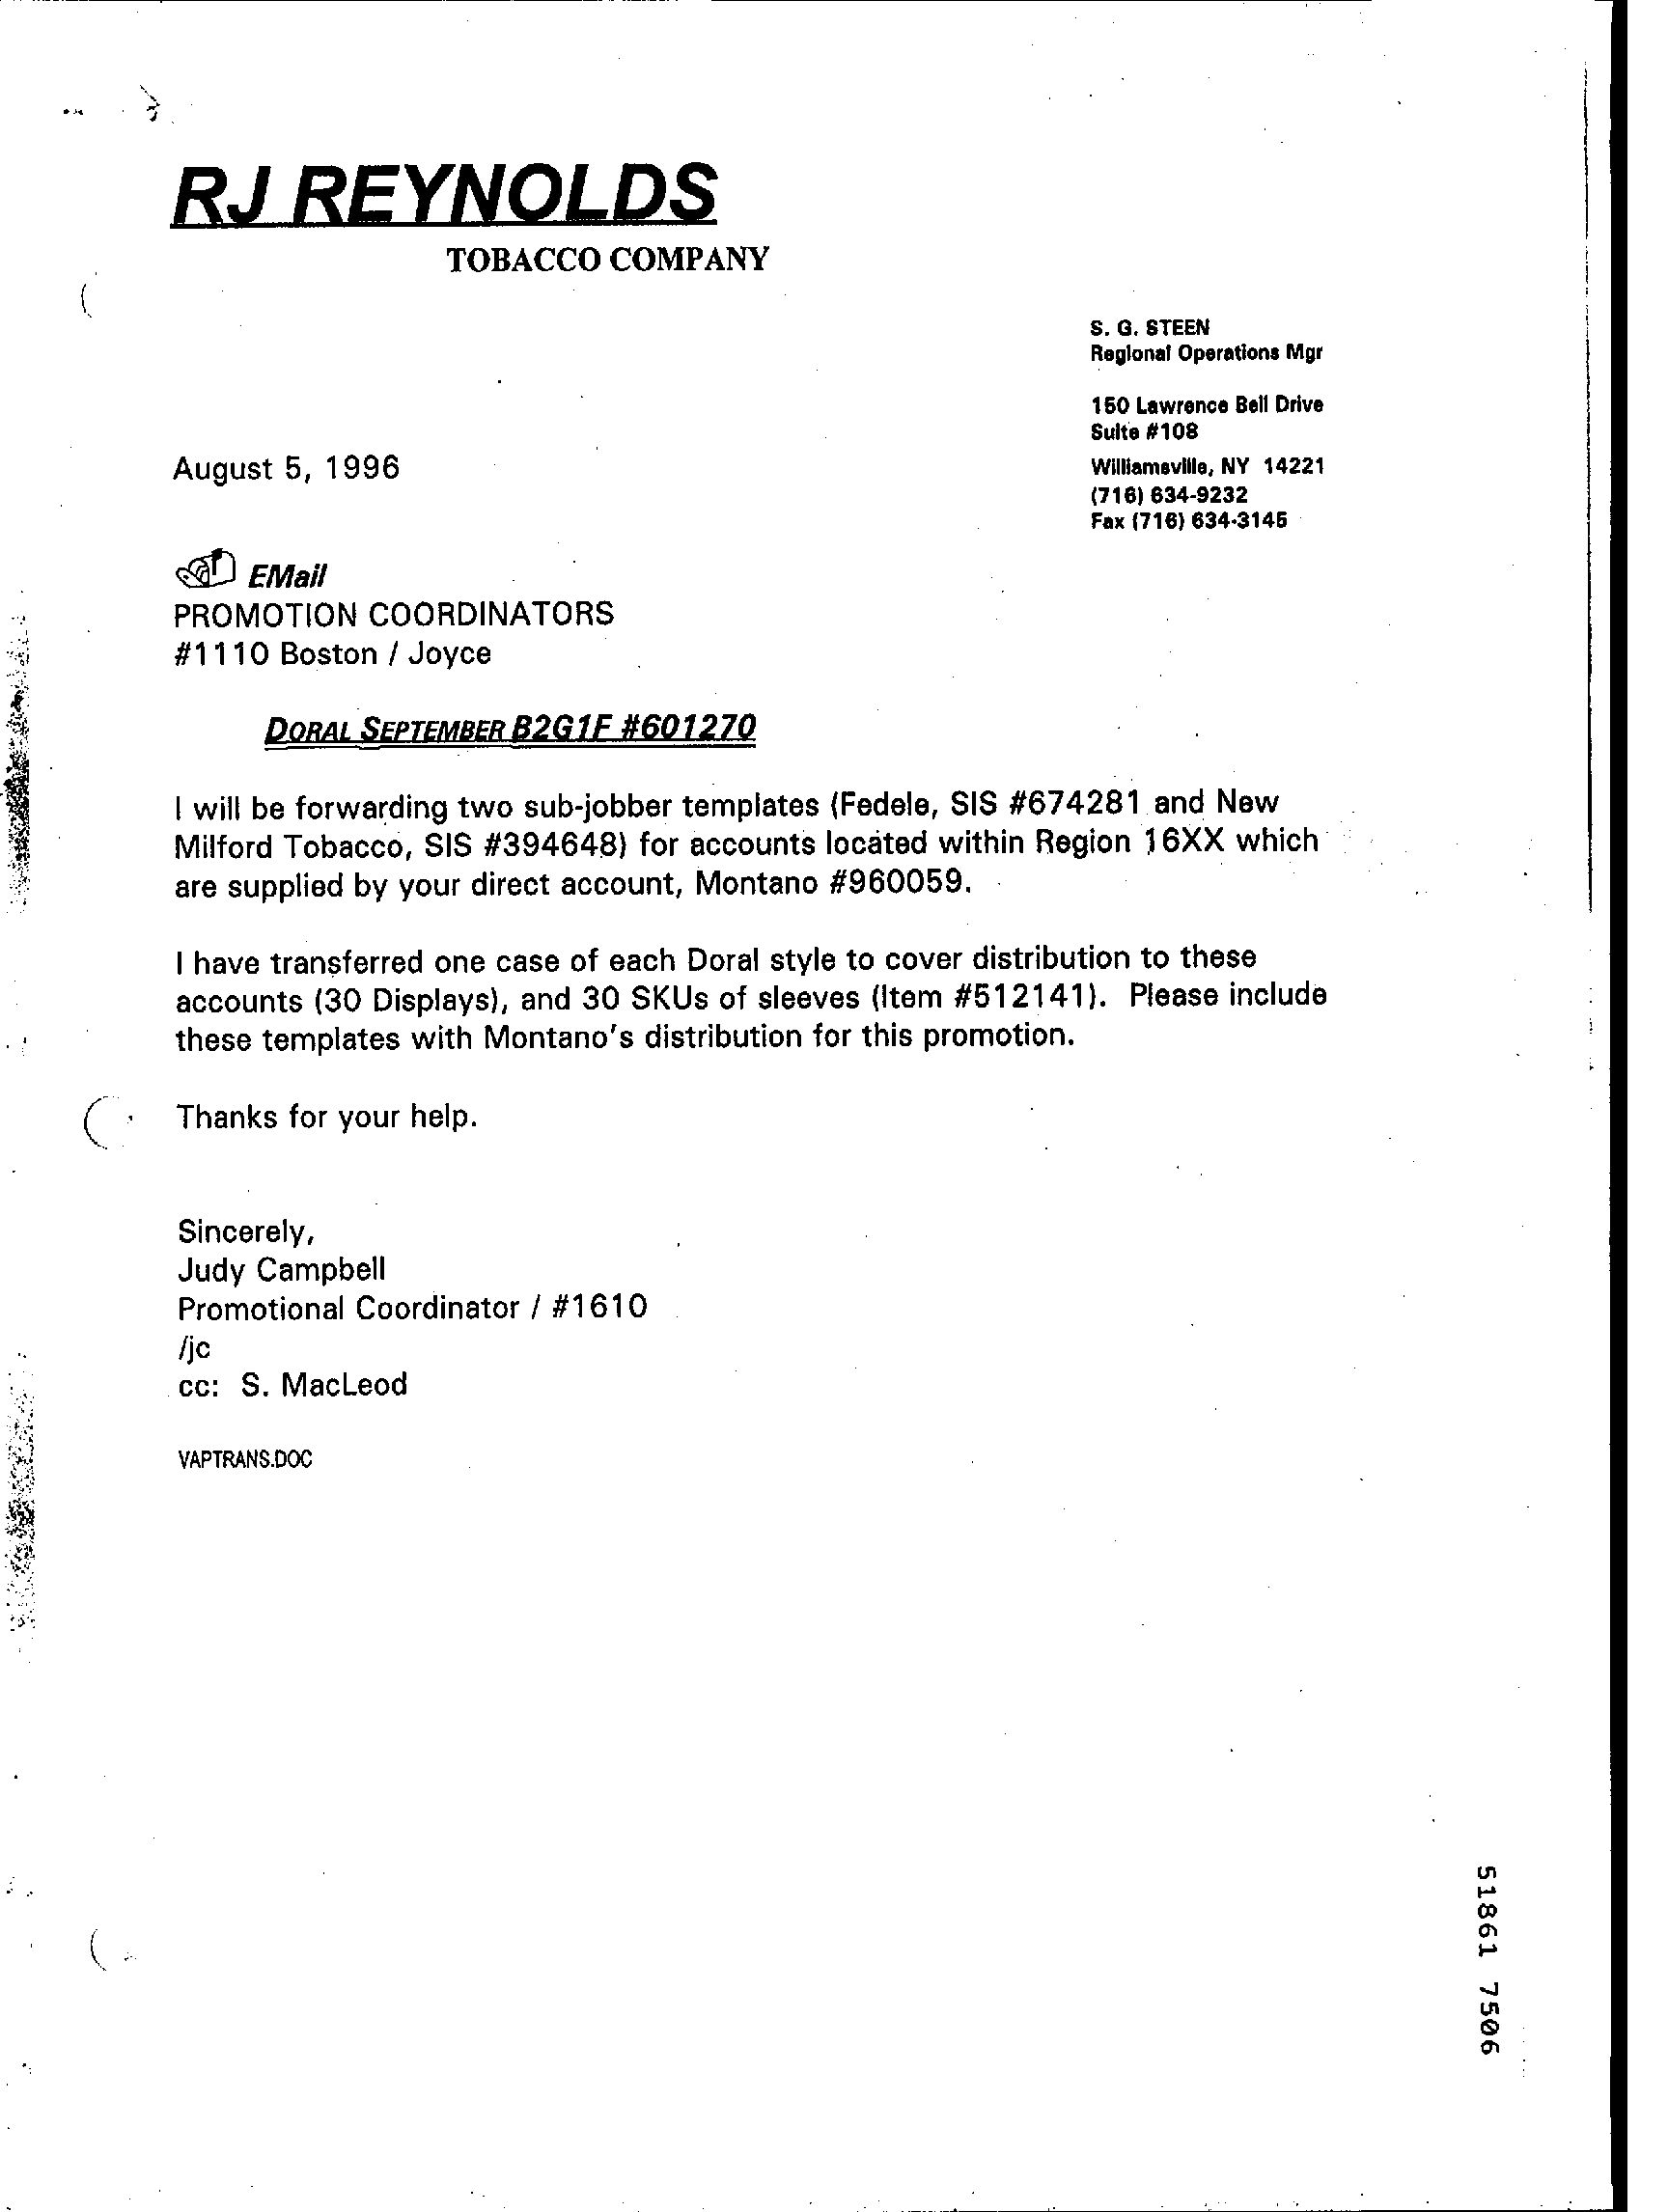 RJ REYNOLDS
TOBACCO COMPANY
S. G. STEEN
Regional Operations Mgr
150 Lawrence Bell Drive
Suite #108
Williamsville, NY 14221
(716) 634-9232
Fax (716) 634-3145
August 5, 1996
EMail
PROMOTION COORDINATORS
#1110 Boston / Joyce
DORAL SEPTEMBER B2G1F #601270
I will be forwarding two sub-jobber templates (Fedele, SIS #674281 and New
Milford Tobacco, SIS #394648) for accounts located within Region 16XX which
are supplied by your direct account, Montano #960059.
I have transferred one case of each Doral style to cover distribution to these
accounts (30 Displays), and 30 SKUs of sleeves (Item #512141). Please include
these templates with Montano's distribution for this promotion.
Thanks for your help.
Sincerely,
Judy Campbell
Promotional Coordinator / #1610
/jc
cc: S. MacLeod
VAPTRANS.DOC
51861 7506